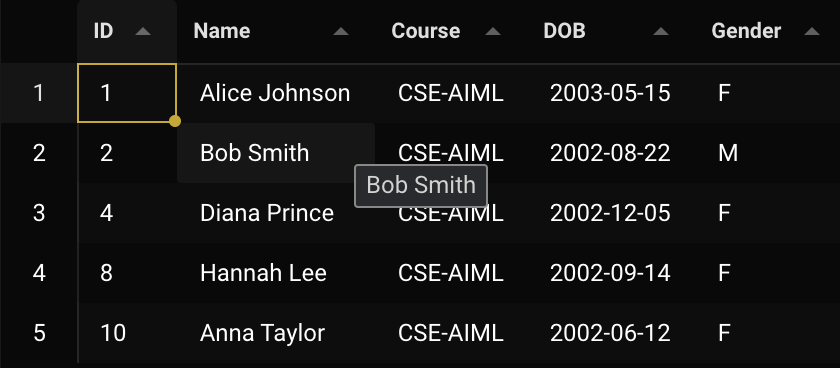 ID Name Course DOB Gender
1 1 Alice Johnson CSE-AIML 2003-05-15 F
2 2 Bob Smith CSE-AIML 2002-08-22 M
Bob Smith
3 4 Diana Prince CSE-AIML 2002-12-05 F
4 8 Hannah Lee CSE-AIML 2002-09-14 F
5 10 Anna Taylor CSE-AIML 2002-06-12 F